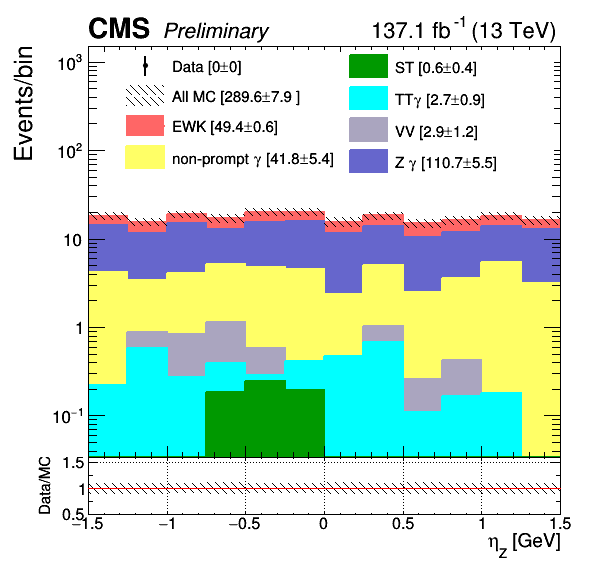 CMS Preliminary 137.1 fb⁻¹ (13 TeV)
Events/bin
Data [0±0]
All MC [289.6±7.9 ]
EWK [49.4±0.6]
non-prompt γ [41.8±5.4]
ST [0.6±0.4]
TTγ [2.7±0.9]
VV [2.9±1.2]
Z γ [110.7±5.5]
10³
10²
10
1
10⁻¹
Data/MC
1.5
1
0.5
−1.5 −1 −0.5 0 0.5 1 1.5
η_Z [GeV]